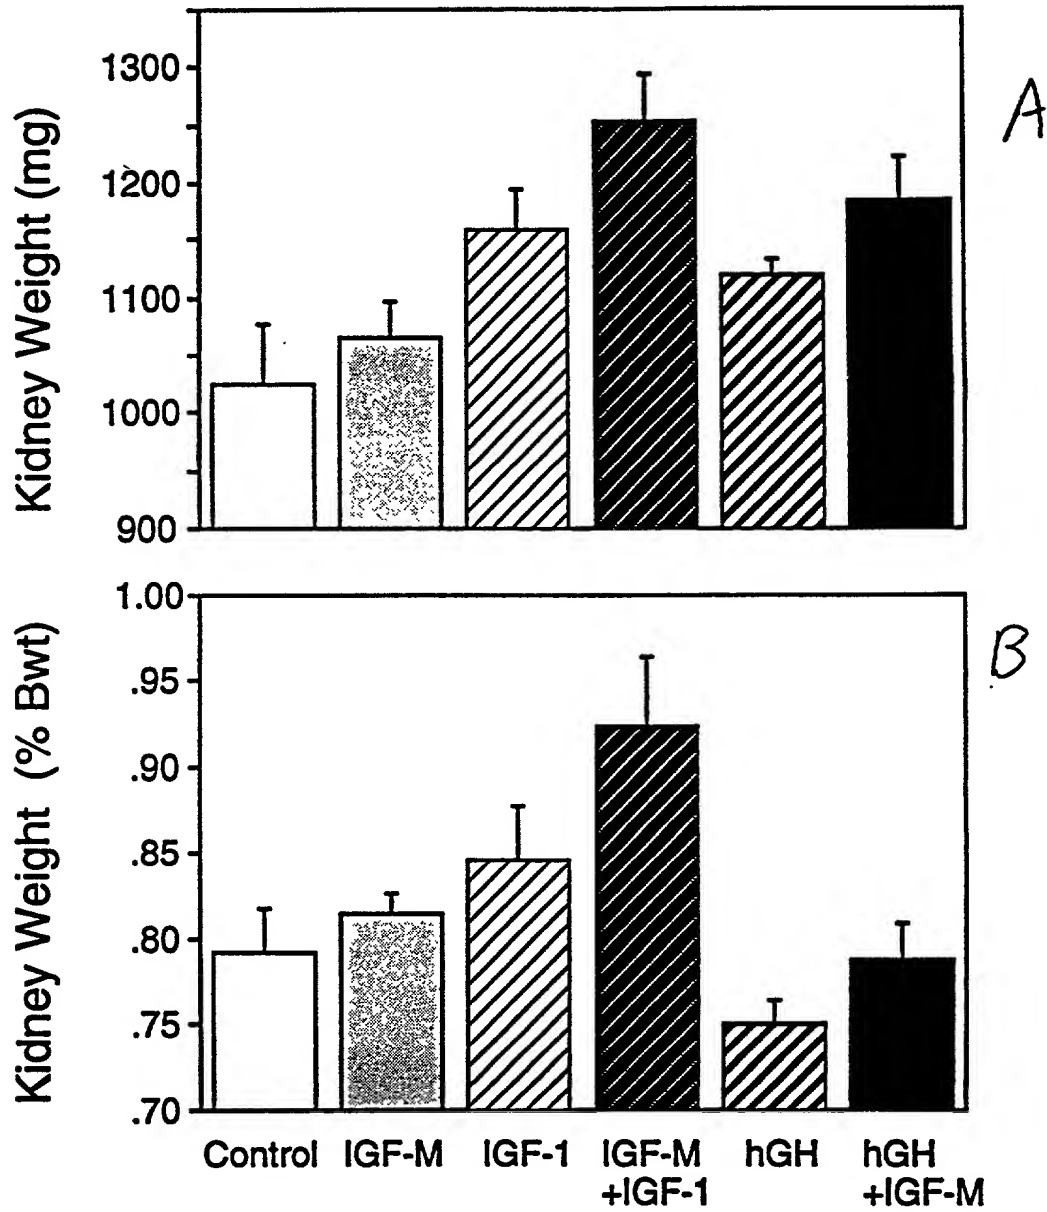 A
Kidney Weight (mg)
1300
1200
1100
1000
900
B
Kidney Weight (% Bwt)
1.00
.95
.90
.85
.80
.75
.70
Control IGF-M IGF-1 IGF-M hGH hGH
+IGF-1 +IGF-M